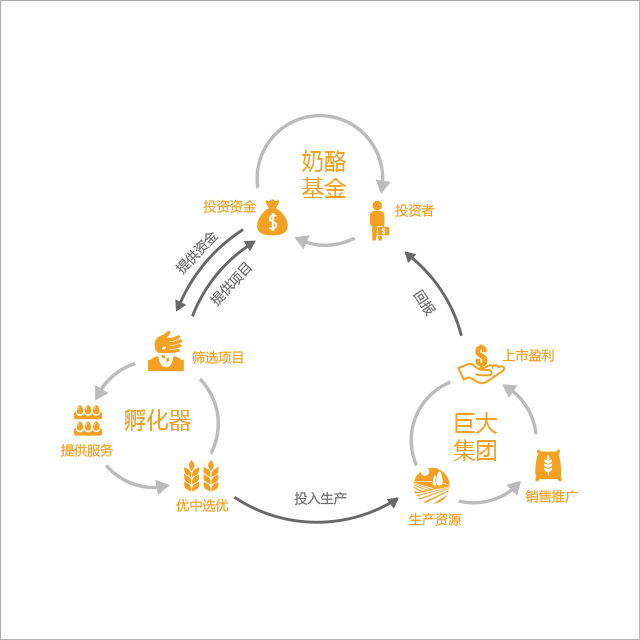 奶酪
基金
投资资金
投资者
提供资金
提供项目
回报
筛选项目
上市盈利
孵化器
巨大
集团
提供服务
优中选优
投入生产
销售推广
生产资源